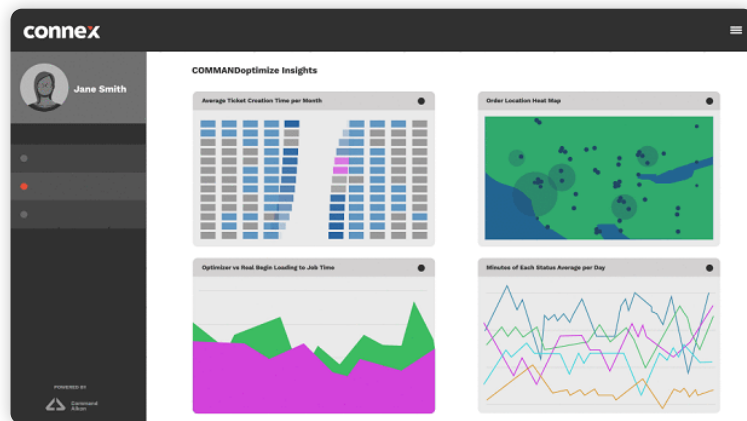 connex
Jane Smith
COMMANDoptimize Insights
Average Ticket Creation Time per Month
Order Location Heat Map
Optimizer vs Real Begin Loading to Job Time
Minutes of Each Status Average per Day
POWERED BY
Command
Alkon